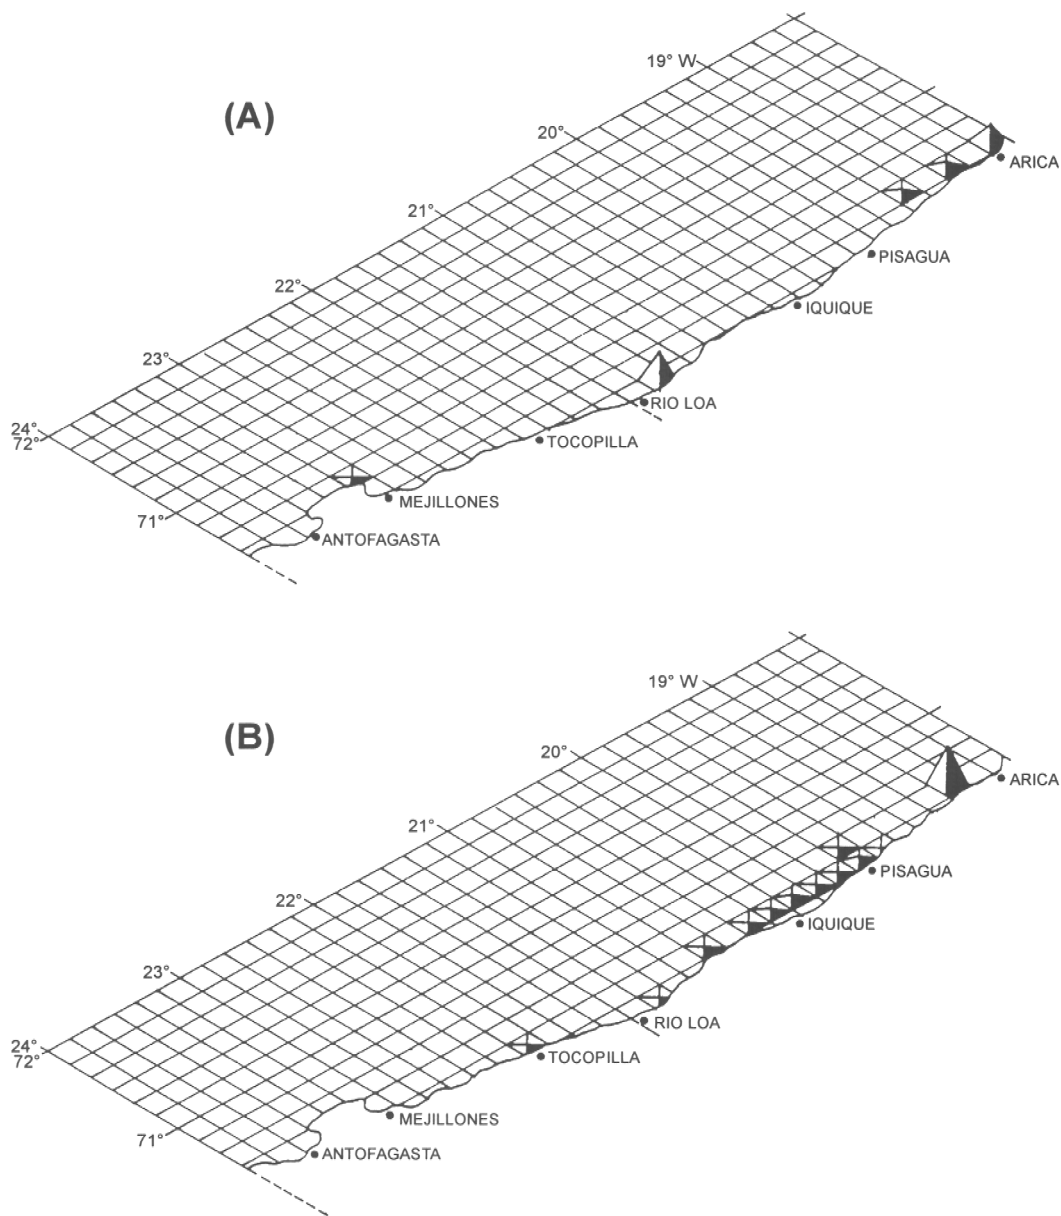 (A)
19° W
20°
21°
22°
23°
24°
72°
71°
ARICA
PISAGUA
IQUIQUE
RIO LOA
TOCOPILLA
MEJILLONES
ANTOFAGASTA
(B)
19° W
20°
21°
22°
23°
24°
72°
71°
ARICA
PISAGUA
IQUIQUE
RIO LOA
TOCOPILLA
MEJILLONES
ANTOFAGASTA